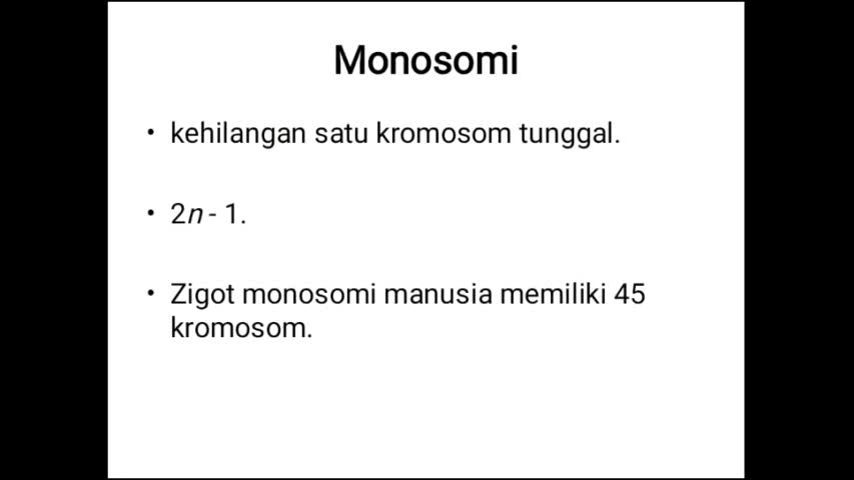 Monosomi
• kehilangan satu kromosom tunggal.
• 2n - 1.
• Zigot monosomi manusia memiliki 45
kromosom.